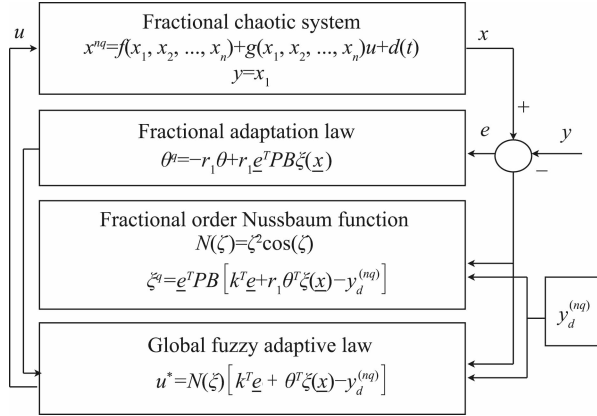 Fractional chaotic system
u
x^{nq}=f(x_1, x_2, ..., x_n)+g(x_1, x_2, ..., x_n)u+d(t)
x
y=x_1
+
Fractional adaptation law
e
y
θ^q=−r_1θ+r_1e^TPBξ(x)
−
Fractional order Nussbaum function
N(ζ)=ζ^2cos(ζ)
ξ^q=e^TPB[k^Te+r_1θ^Tξ(x)−y_d^{(nq)}]
y_d^{(nq)}
Global fuzzy adaptive law
u^*=N(ξ)[k^Te + θ^Tξ(x)−y_d^{(nq)}]